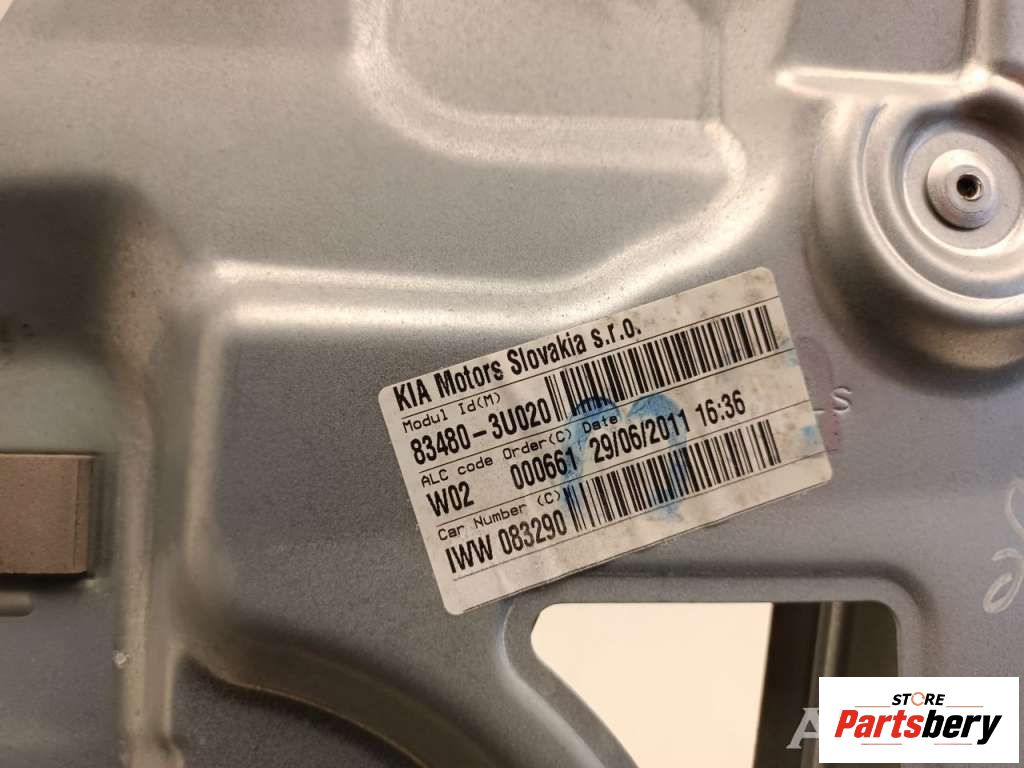 KIA Motors Slovakia s.r.o.
Modul Id(M)
83480-3U020
ALC code Order(C) Date
W02 000661 29/06/2011 16:36
Car Number (C)
IWW 083290
STORE
Partsbery